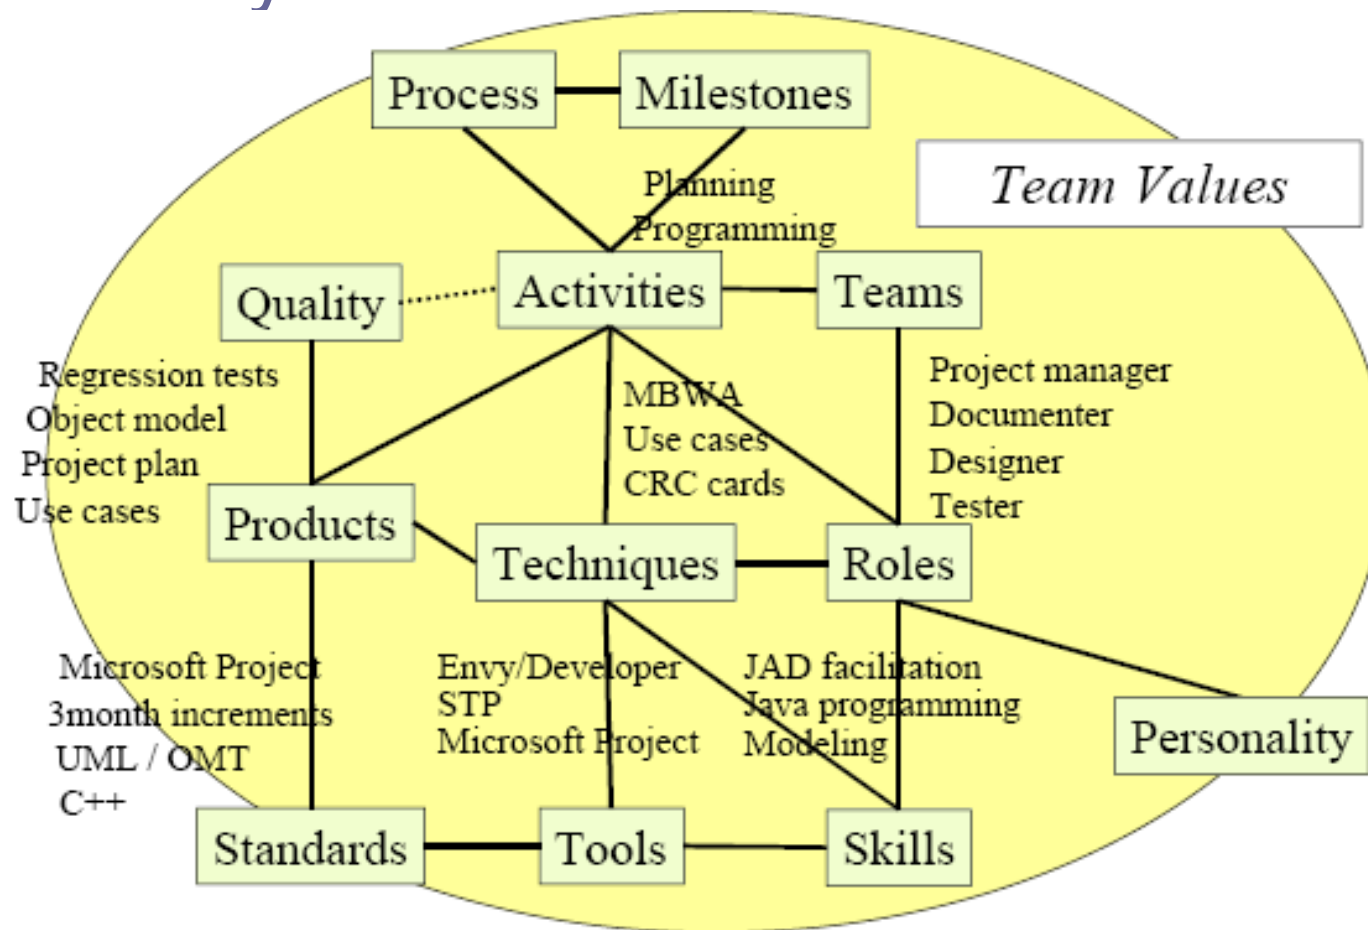 Process
Milestones
Team Values
Planning
Programming
Quality
Activities
Teams
Regression tests
Object model
Project plan
Use cases
MBWA
Use cases
CRC cards
Project manager
Documenter
Designer
Tester
Products
Techniques
Roles
Microsoft Project
3month increments
UML / OMT
C++
Envy/Developer
STP
Microsoft Project
JAD facilitation
Java programming
Modeling
Personality
Standards
Tools
Skills